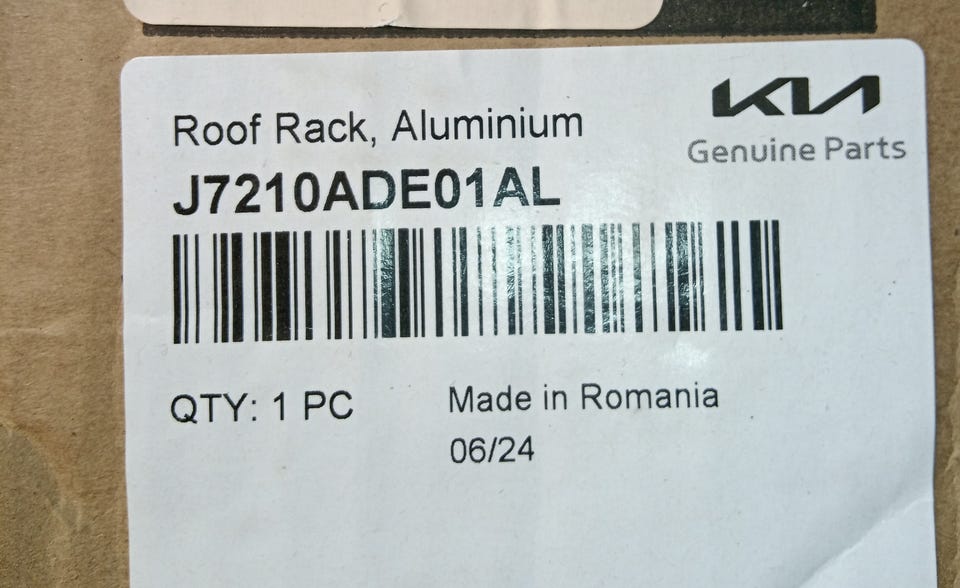 Roof Rack, Aluminium
KIA
Genuine Parts
J7210ADE01AL
QTY: 1 PC
Made in Romania
06/24